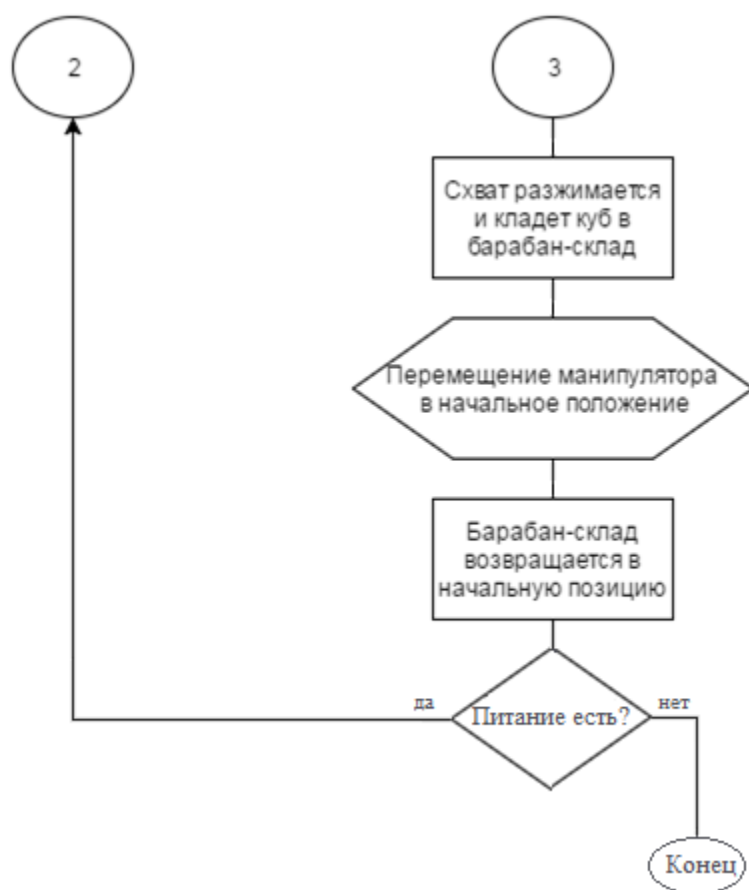 2
3
Схват разжимается
и кладет куб в
барабан-склад
Перемещение манипулятора
в начальное положение
Барабан-склад
возвращается в
начальную позицию
да
Питание есть?
нет
Конец